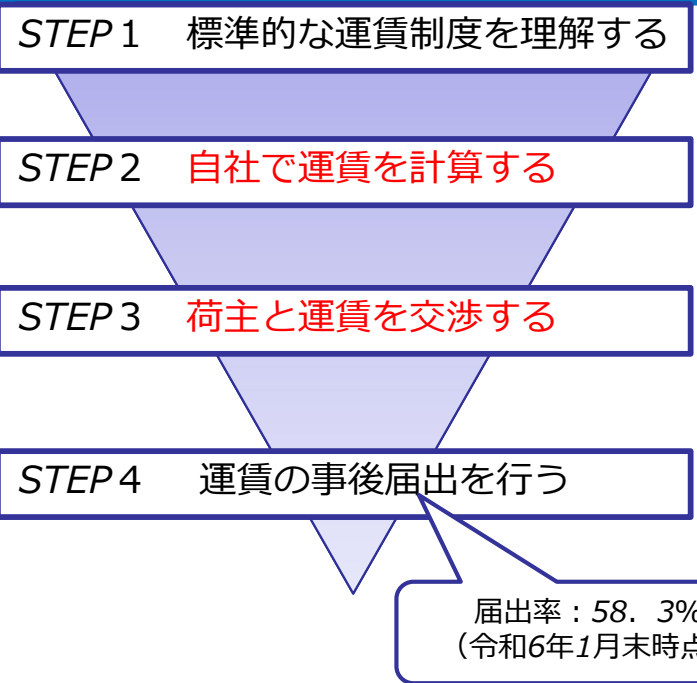 STEP1 標準的な運賃制度を理解する
STEP2 自社で運賃を計算する
STEP3 荷主と運賃を交渉する
STEP4 運賃の事後届出を行う
届出率：58．3%
（令和6年1月末時点